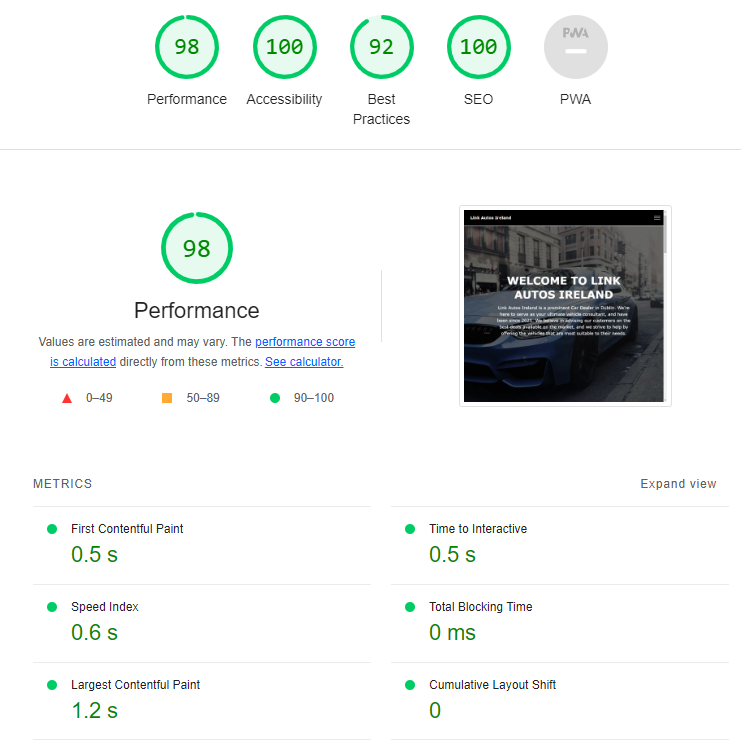 98 100 92 100 PWA
Performance Accessibility Best Practices SEO PWA
98
Performance
Values are estimated and may vary. The performance score
is calculated directly from these metrics. See calculator.
0–49 50–89 90–100
Link Autos Ireland
WELCOME TO LINK
AUTOS IRELAND
Link Autos Ireland is a prominent Car Dealer in Dublin. We're
here to serve as your ultimate vehicle consultant, and have
been since 2021. We believe in advising our customers on the
best deals available on the market, and we strive to help by
offering the vehicles that are most suitable to their needs.
METRICS Expand view
First Contentful Paint
0.5 s
Time to Interactive
0.5 s
Speed Index
0.6 s
Total Blocking Time
0 ms
Largest Contentful Paint
1.2 s
Cumulative Layout Shift
0